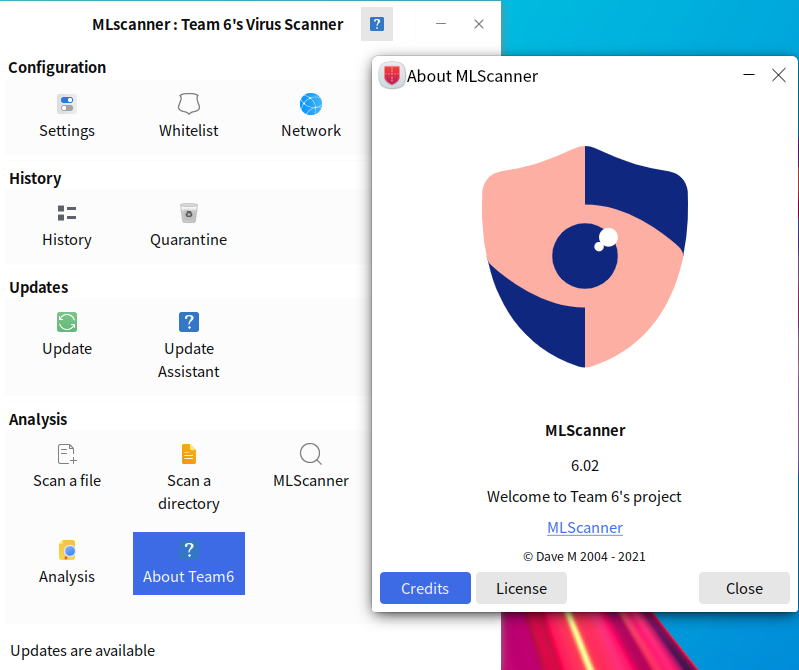 MLscanner : Team 6's Virus Scanner
?
Configuration
Settings
Whitelist
Network
History
History
Quarantine
Updates
Update
?
Update
Assistant
Analysis
Scan a file
Scan a
directory
MLScanner
Analysis
?
About Team6
Updates are available
About MLScanner
MLScanner
6.02
Welcome to Team 6's project
MLScanner
© Dave M 2004 - 2021
Credits
License
Close